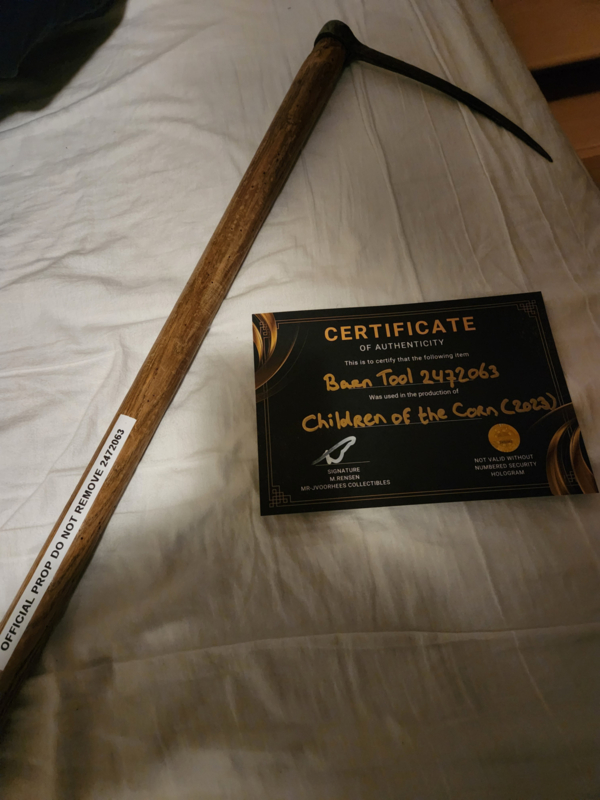 CERTIFICATE
OF AUTHENTICITY
This is to certify that the following item
Baen Tool 2472063
Was used in the production of
Children of the Corn (2023)
SIGNATURE
M.RENSEN
MR-JVOORHEES COLLECTIBLES
NOT VALID WITHOUT
NUMBERED SECURITY
HOLOGRAM
OFFICIAL PROP DO NOT REMOVE 2472063